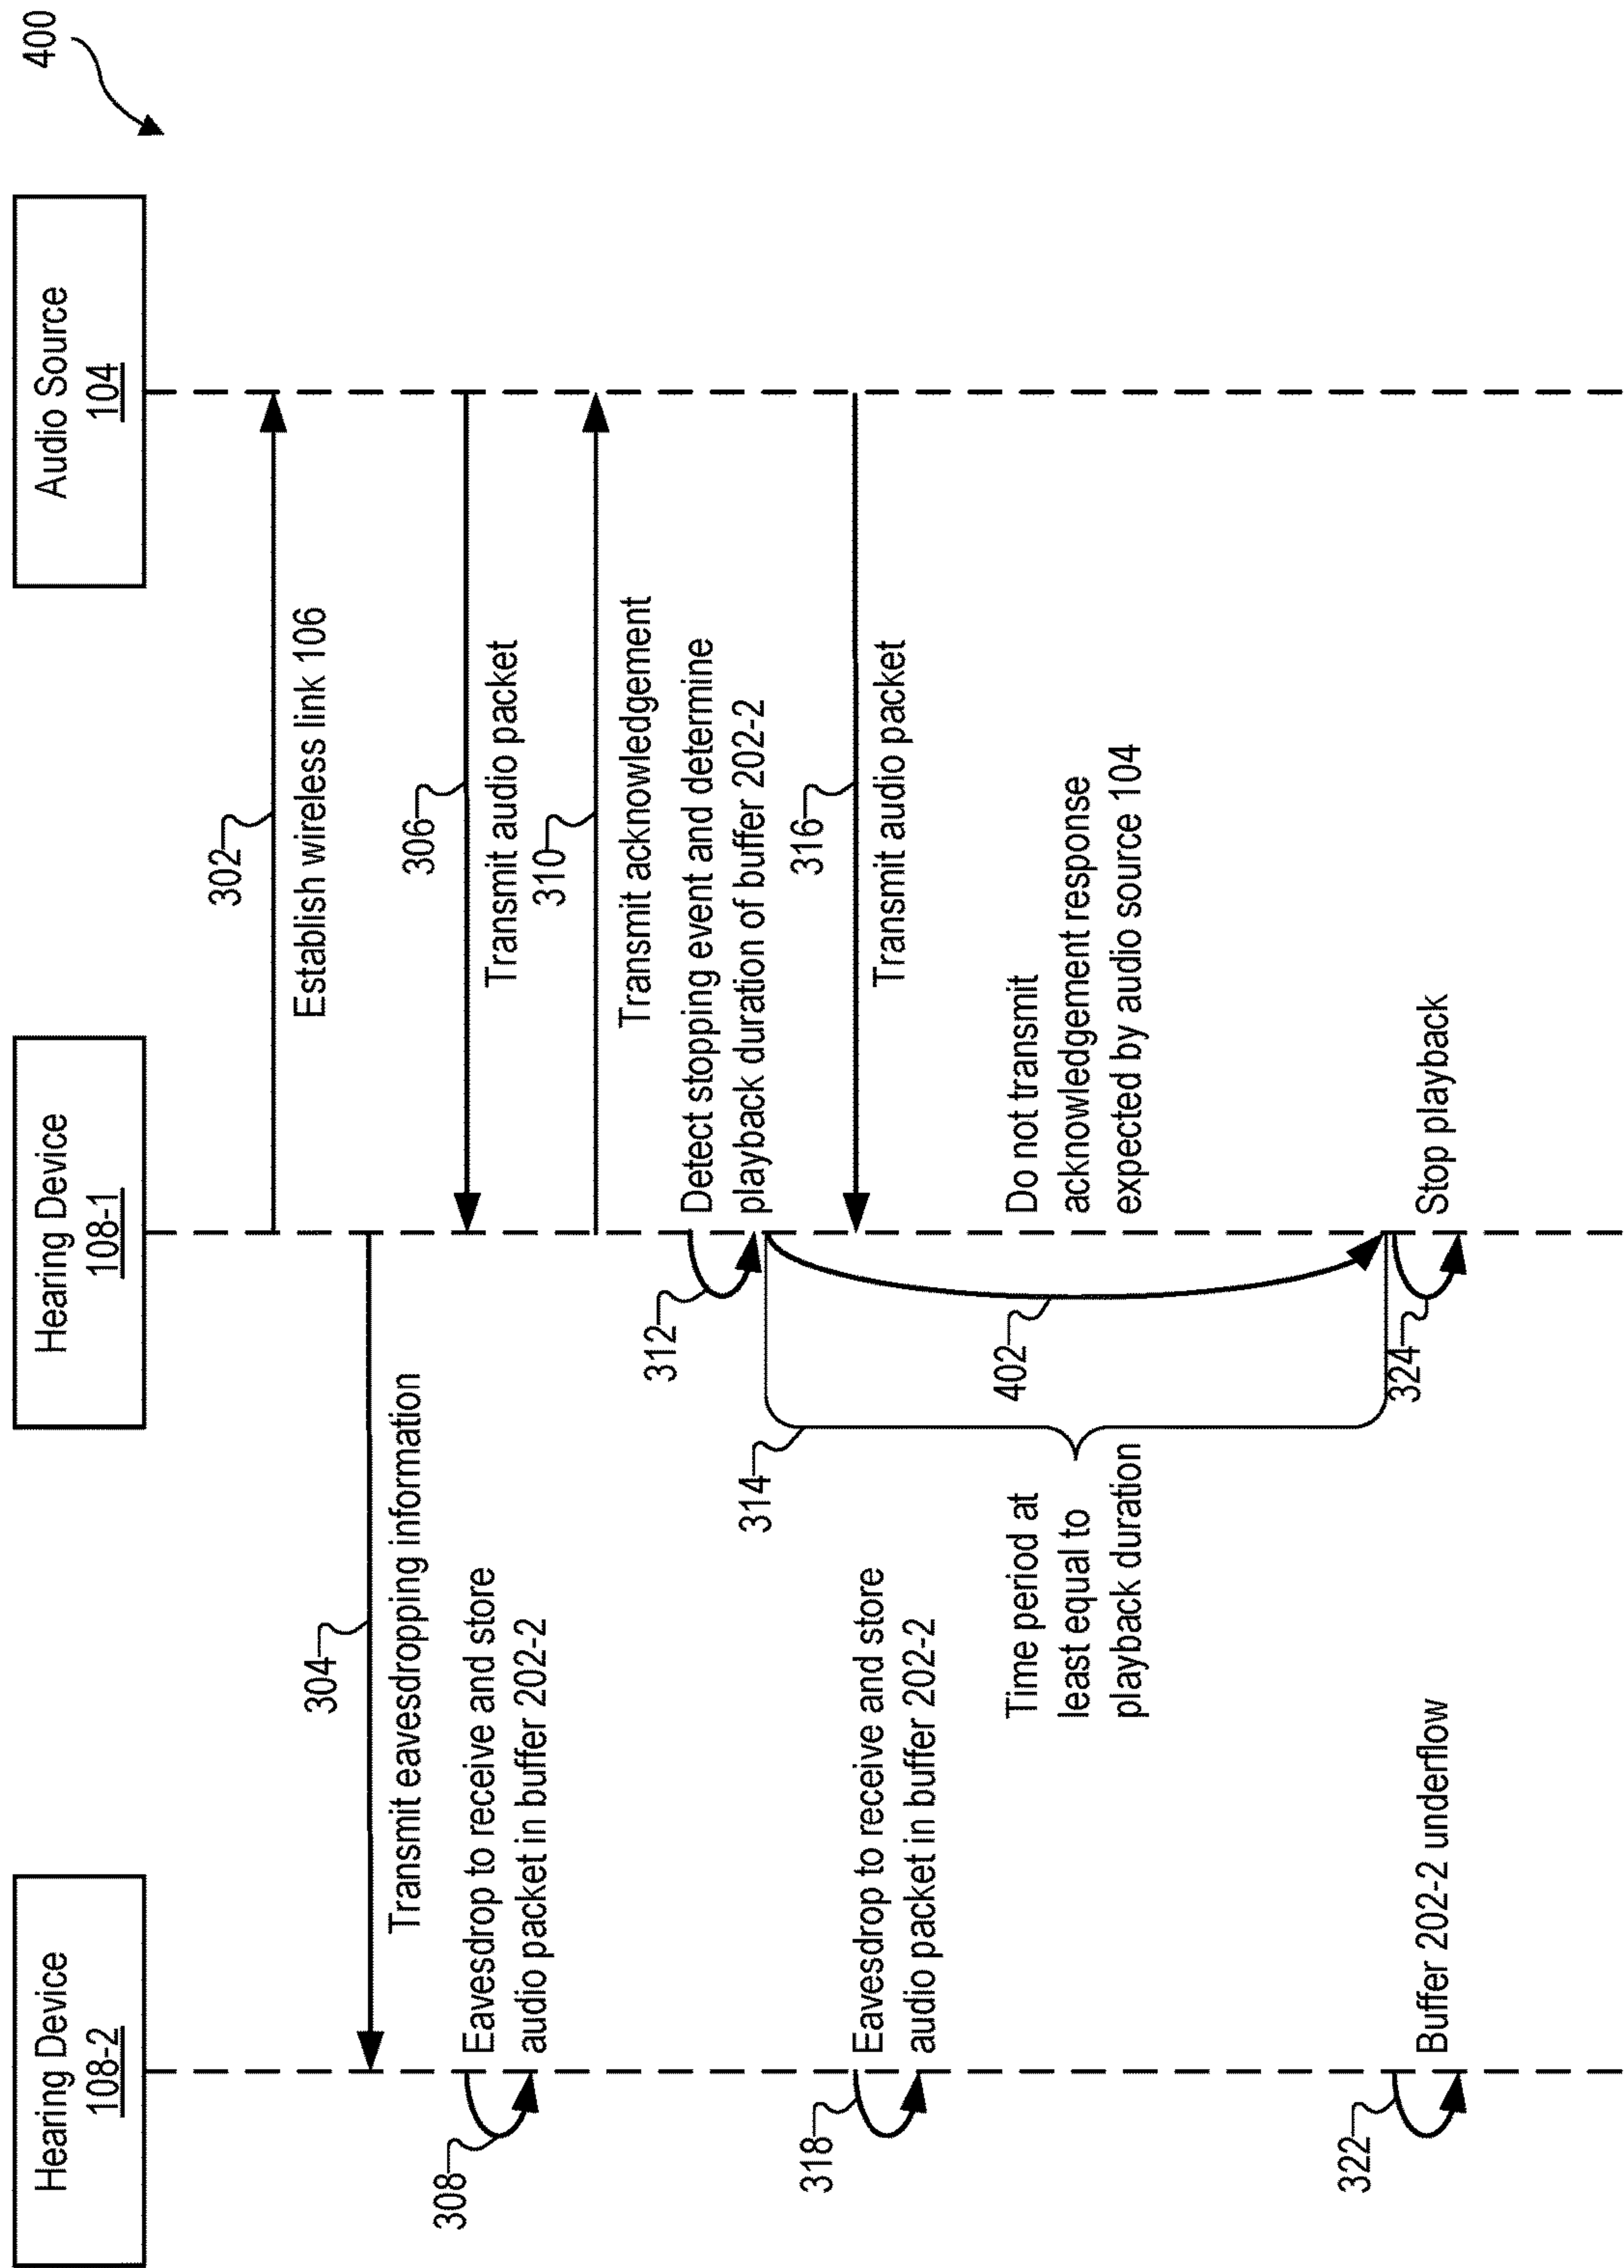 400
Hearing Device
108-2
Hearing Device
108-1
Audio Source
104
302
Establish wireless link 106
304
Transmit eavesdropping information
306
Transmit audio packet
308
Eavesdrop to receive and store
audio packet in buffer 202-2
310
Transmit acknowledgement
312
Detect stopping event and determine
playback duration of buffer 202-2
314
Time period at
least equal to
playback duration
316
Transmit audio packet
318
Eavesdrop to receive and store
audio packet in buffer 202-2
402
Do not transmit
acknowledgement response
expected by audio source 104
322
Buffer 202-2 underflow
324
Stop playback